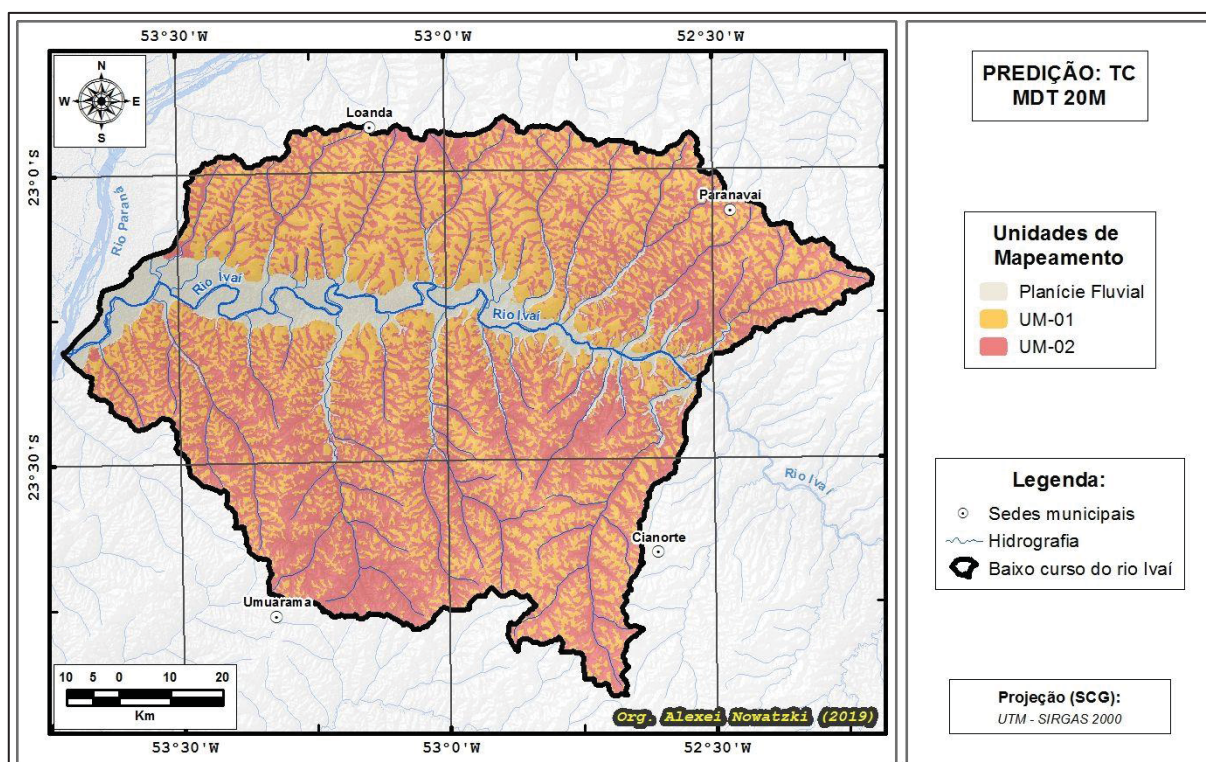 53°30'W
53°0'W
52°30'W
N
W
E
S
Loanda
Paranavaí
23°0'S
Rio Paraná
Rio Ivaí
Rio Ivaí
23°30'S
Rio Ivaí
Cianorte
Umuarama
10 5 0 10 20
Km
Org. Alexei Nowatzki (2019)
53°30'W
53°0'W
52°30'W
PREDIÇÃO: TC
MDT 20M
Unidades de
Mapeamento
Planície Fluvial
UM-01
UM-02
Legenda:
Sedes municipais
Hidrografia
Baixo curso do rio Ivaí
Projeção (SCG):
UTM - SIRGAS 2000